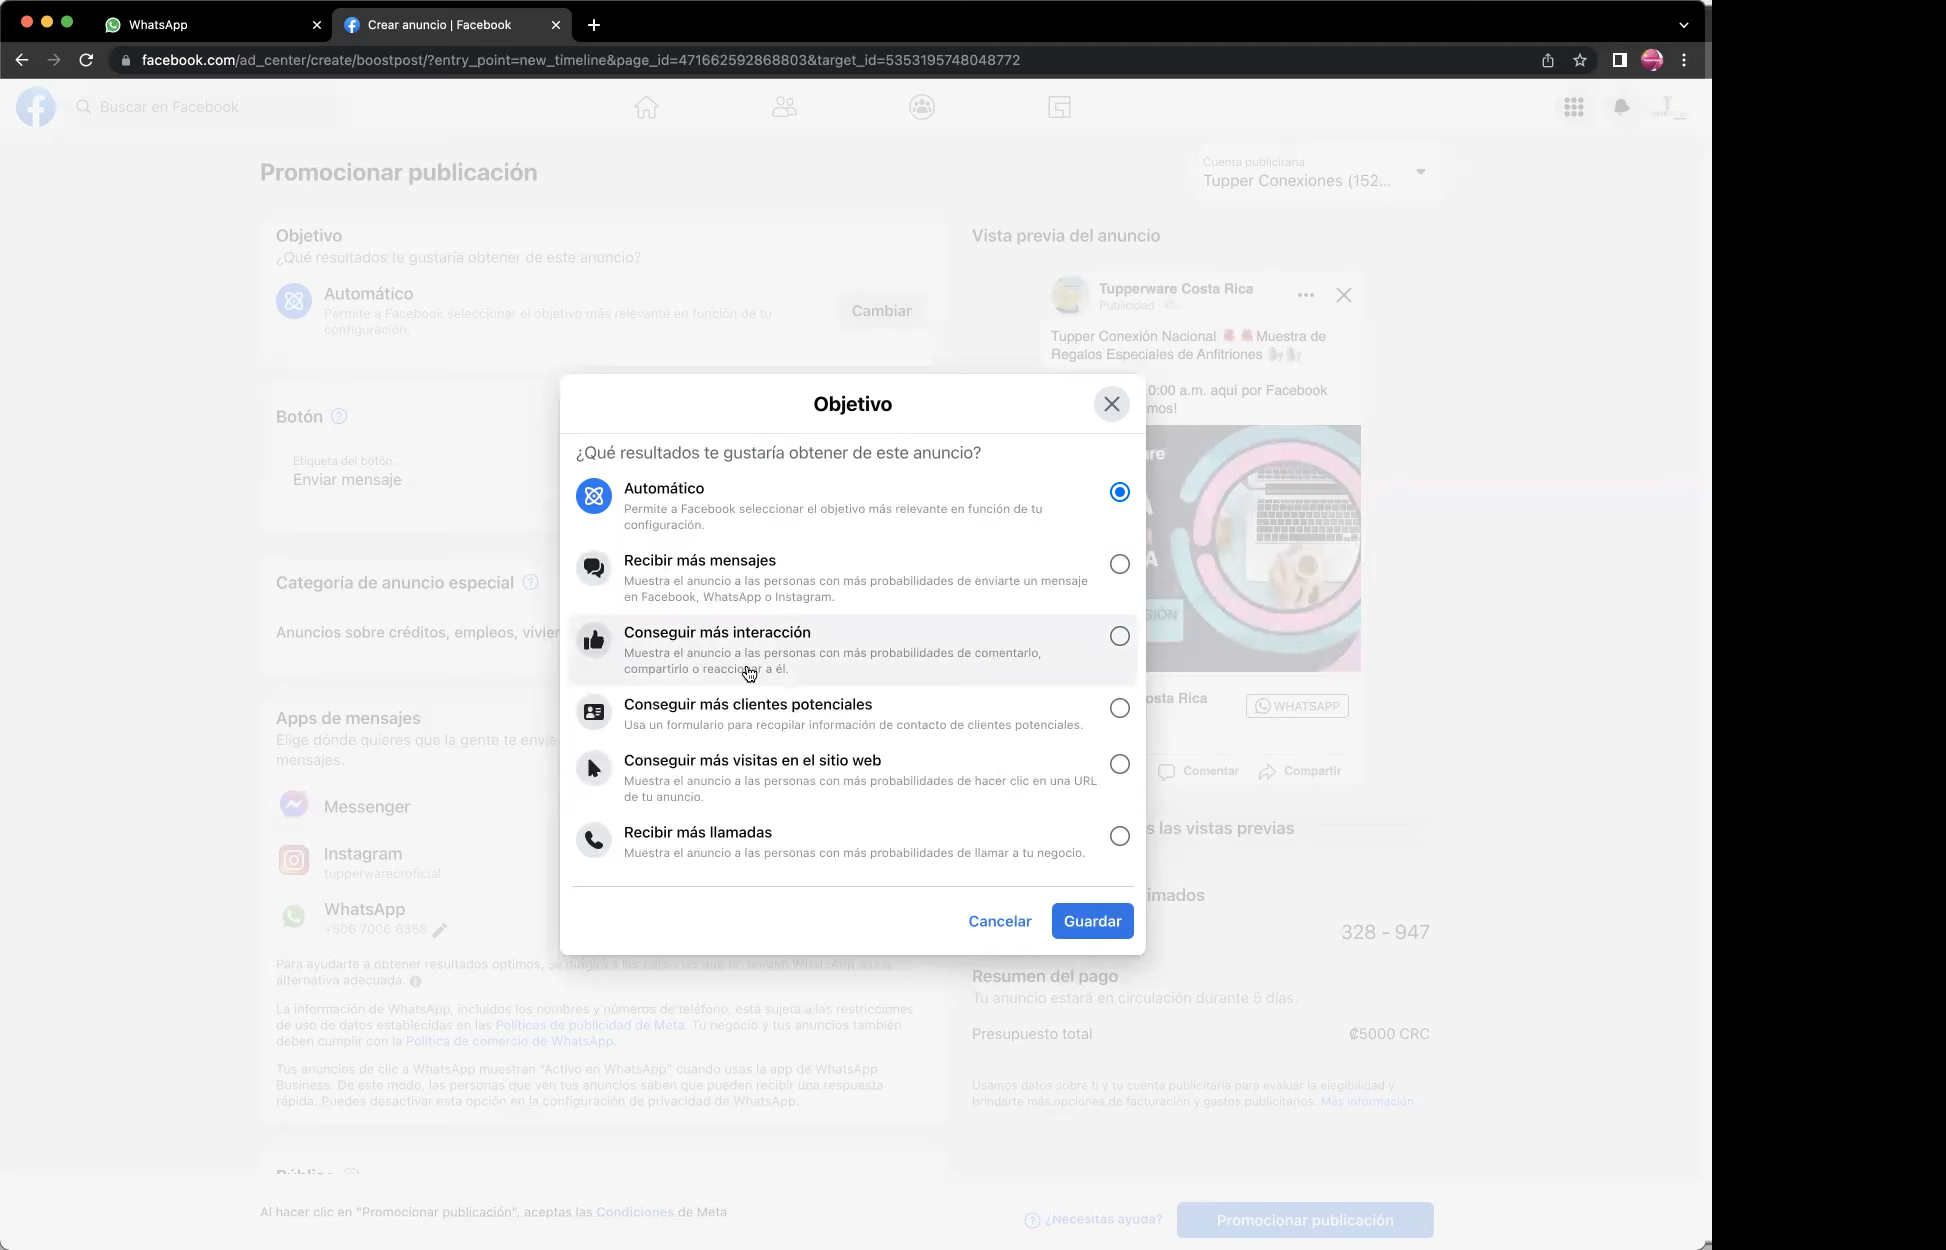 WhatsApp
Crear anuncio | Facebook
facebook.com/ad_center/create/boostpost/?entry_point=new_timeline&page_id=471662592868803&target_id=5353195748048772
Buscar en Facebook
Promocionar publicación
Cuenta publicitaria
Tupper Conexiones (152...
Objetivo
¿Qué resultados te gustaría obtener de este anuncio?
Automático
Permite a Facebook seleccionar el objetivo más relevante en función de tu
configuración.
Cambiar
Botón
Etiqueta del botón
Enviar mensaje
Categoría de anuncio especial
Anuncios sobre créditos, empleos, vivien
Apps de mensajes
Elige dónde quieres que la gente te envíe
mensajes.
Messenger
Instagram
tupperwarecroficial
WhatsApp
+506 7006 6358
Para ayudarte a obtener resultados óptimos,
alternativa adecuada.
La información de WhatsApp, incluidos los nombres y números de teléfono, está sujeta a las restricciones
de uso de datos establecidas en las Políticas de publicidad de Meta. Tu negocio y tus anuncios también
deben cumplir con la Política de comercio de WhatsApp.
Tus anuncios de clic a WhatsApp muestran "Activo en WhatsApp" cuando usas la app de WhatsApp
Business. De este modo, las personas que ven tus anuncios saben que pueden recibir una respuesta
rápida. Puedes desactivar esta opción en la configuración de privacidad de WhatsApp.
Al hacer clic en "Promocionar publicación", aceptas las Condiciones de Meta
Objetivo
¿Qué resultados te gustaría obtener de este anuncio?
Automático
Permite a Facebook seleccionar el objetivo más relevante en función de tu
configuración.
Recibir más mensajes
Muestra el anuncio a las personas con más probabilidades de enviarte un mensaje
en Facebook, WhatsApp o Instagram.
Conseguir más interacción
Muestra el anuncio a las personas con más probabilidades de comentarlo,
compartirlo o reaccionar a él.
Conseguir más clientes potenciales
Usa un formulario para recopilar información de contacto de clientes potenciales.
Conseguir más visitas en el sitio web
Muestra el anuncio a las personas con más probabilidades de hacer clic en una URL
de tu anuncio.
Recibir más llamadas
Muestra el anuncio a las personas con más probabilidades de llamar a tu negocio.
Cancelar
Guardar
Vista previa del anuncio
Tupperware Costa Rica
Publicidad ·
Tupper Conexión Nacional Muestra de
Regalos Especiales de Anfitriones
0:00 a.m. aquí por Facebook
mos!
re
A
A
SIÓN
osta Rica
WHATSAPP
Comentar
Compartir
s las vistas previas
imados
328 - 947
Resumen del pago
Tu anuncio estará en circulación durante 5 días.
Presupuesto total
₡5000 CRC
Usamos datos sobre ti y tu cuenta publicitaria para evaluar la elegibilidad y
brindarte más opciones de facturación y gastos publicitarios. Más información
¿Necesitas ayuda?
Promocionar publicación